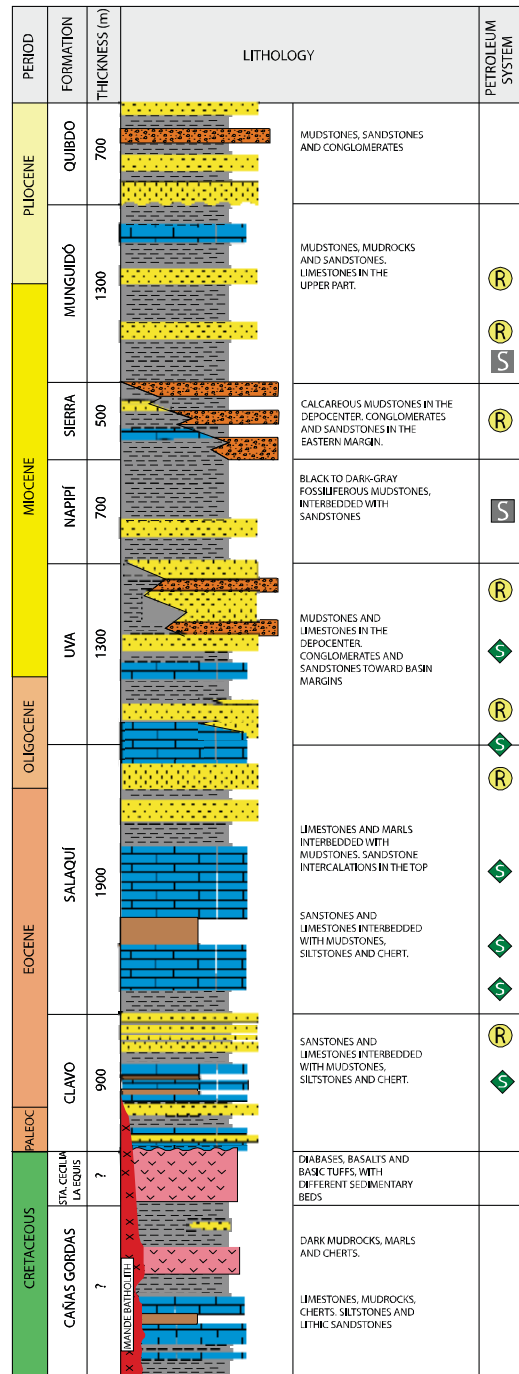 PERIOD
FORMATION
THICKNESS (m)
LITHOLOGY
PETROLEUM
SYSTEM
PLIOCENE
MIOCENE
OLIGOCENE
EOCENE
PALEOC
CRETACEOUS
QUIBDO
700
MUDSTONES, SANDSTONES
AND CONGLOMERATES
MUNGUIDÓ
1300
MUDSTONES, MUDROCKS
AND SANDSTONES.
LIMESTONES IN THE
UPPER PART.
R
R
S
SIERRA
500
CALCAREOUS MUDSTONES IN THE
DEPOCENTER. CONGLOMERATES
AND SANDSTONES IN THE
EASTERN MARGIN.
R
NAPIPÍ
700
BLACK TO DARK-GRAY
FOSSILIFEROUS MUDSTONES,
INTERBEDDED WITH
SANDSTONES
S
UVA
1300
MUDSTONES AND
LIMESTONES IN THE
DEPOCENTER.
CONGLOMERATES AND
SANDSTONES TOWARD BASIN
MARGINS
R
S
R
S
SALAQUÍ
1900
LIMESTONES AND MARLS
INTERBEDDED WITH
MUDSTONES. SANDSTONE
INTERCALATIONS IN THE TOP
SANSTONES AND
LIMESTONES INTERBEDDED
WITH MUDSTONES,
SILTSTONES AND CHERT.
R
S
S
S
CLAVO
900
SANSTONES AND
LIMESTONES INTERBEDDED
WITH MUDSTONES,
SILTSTONES AND CHERT.
R
S
STA. CECILIA
LA EQUIS
?
DIABASES, BASALTS AND
BASIC TUFFS, WITH
DIFFERENT SEDIMENTARY
BEDS
CAÑAS GORDAS
?
MANDE BATHOLITH
DARK MUDROCKS, MARLS
AND CHERTS.
LIMESTONES, MUDROCKS,
CHERTS. SILTSTONES AND
LITHIC SANDSTONES